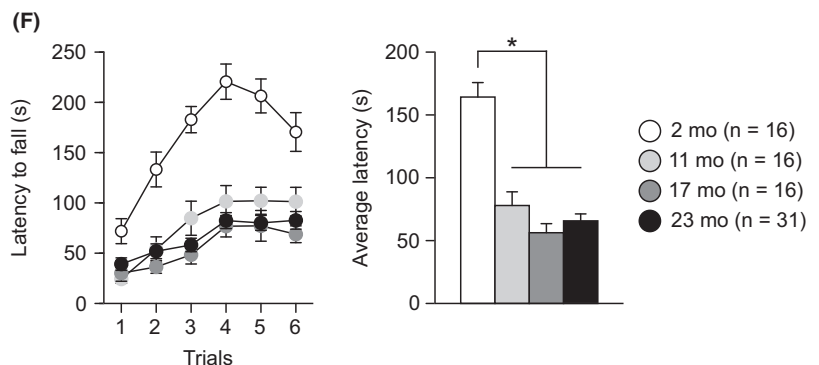 (F)
Latency to fall (s)
250
200
150
100
50
0
1 2 3 4 5 6
Trials
Average latency (s)
200
150
100
50
0
*
2 mo (n = 16)
11 mo (n = 16)
17 mo (n = 16)
23 mo (n = 31)